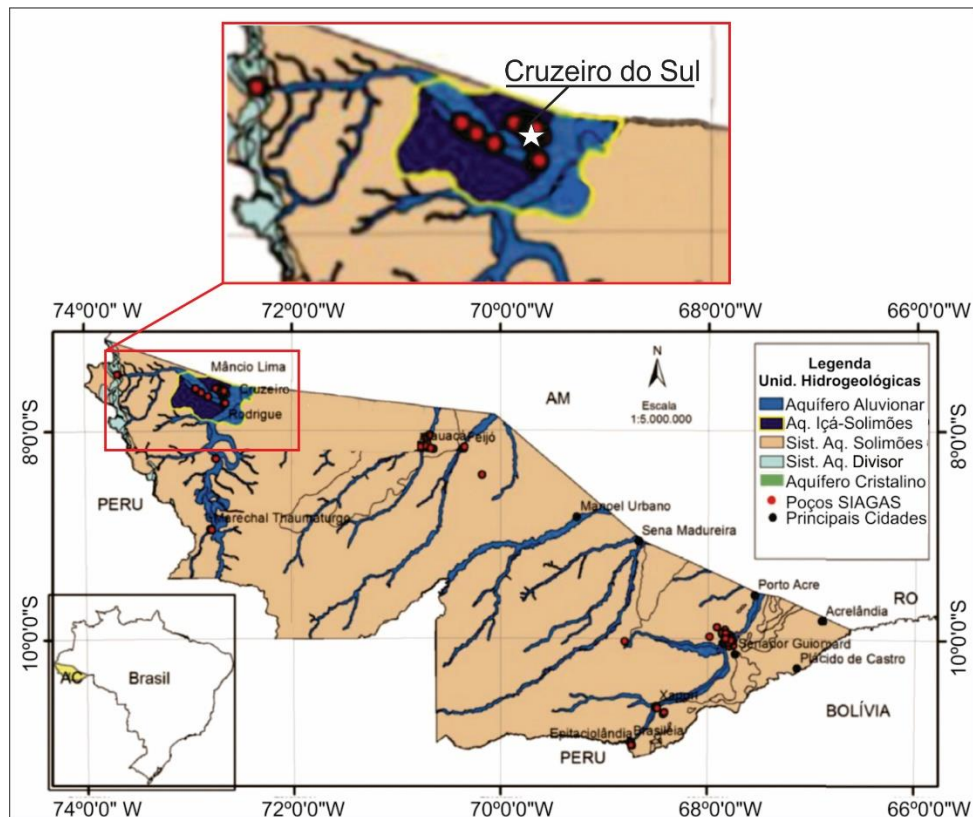 Cruzeiro do Sul
74°0'0" W
72°0'0"W
70°0'0"W
68°0'0"W
66°0'0"W
Mâncio Lima
Cruzeiro
Rodrigue
8°0'0"S
8°0'0"S
N
Escala
1:5.000.000
AM
Legenda
Unid. Hidrogeológicas
Aquífero Aluvionar
Aq. Içá-Solimões
Sist. Aq. Solimões
Sist. Aq. Divisor
Aquífero Cristalino
Poços SIAGAS
Principais Cidades
auacá
Feijó
PERU
Marechal Thaumaturgo
Manoel Urbano
Sena Madureira
Porto Acre
RO
Acrelândia
10°0'0"S
10°0'0"S
Senador Guiomard
Plácido de Castro
AC
Brasil
Xapuri
BOLÍVIA
Epitaciolândia
Brasiléia
PERU
74°0'0" W
72°0'0" W
70°0'0" W
68°0'0" W
66°0'0"W